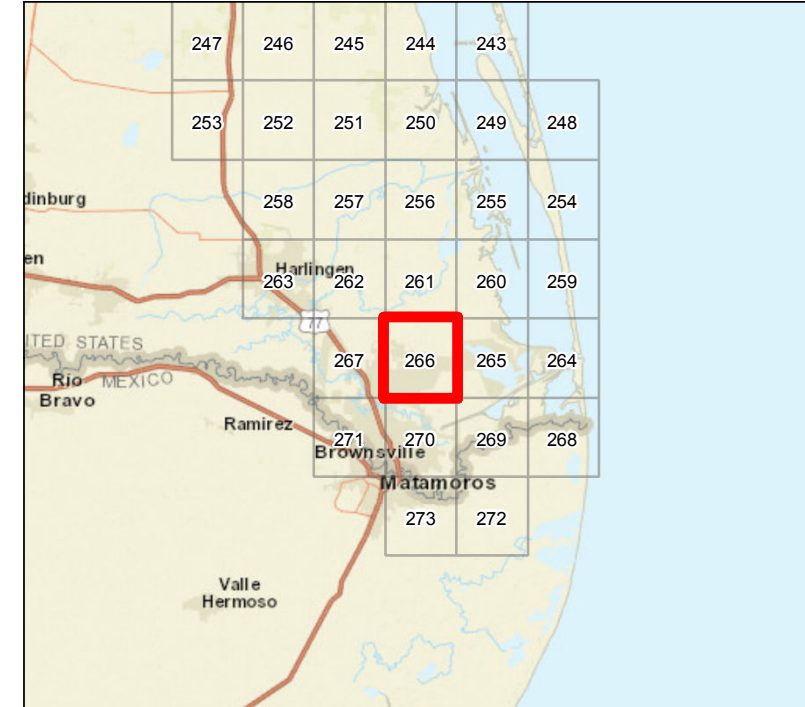 247 246 245 244 243
253 252 251 250 249 248
dinburg
258 257 256 255 254
en
Harlingen
263 262 261 260 259
77
ITED STATES
267 266 265 264
Rio MEXICO
Bravo
Ramirez
271 270 269 268
Brownsville
Matamoros
273 272
Valle
Hermoso